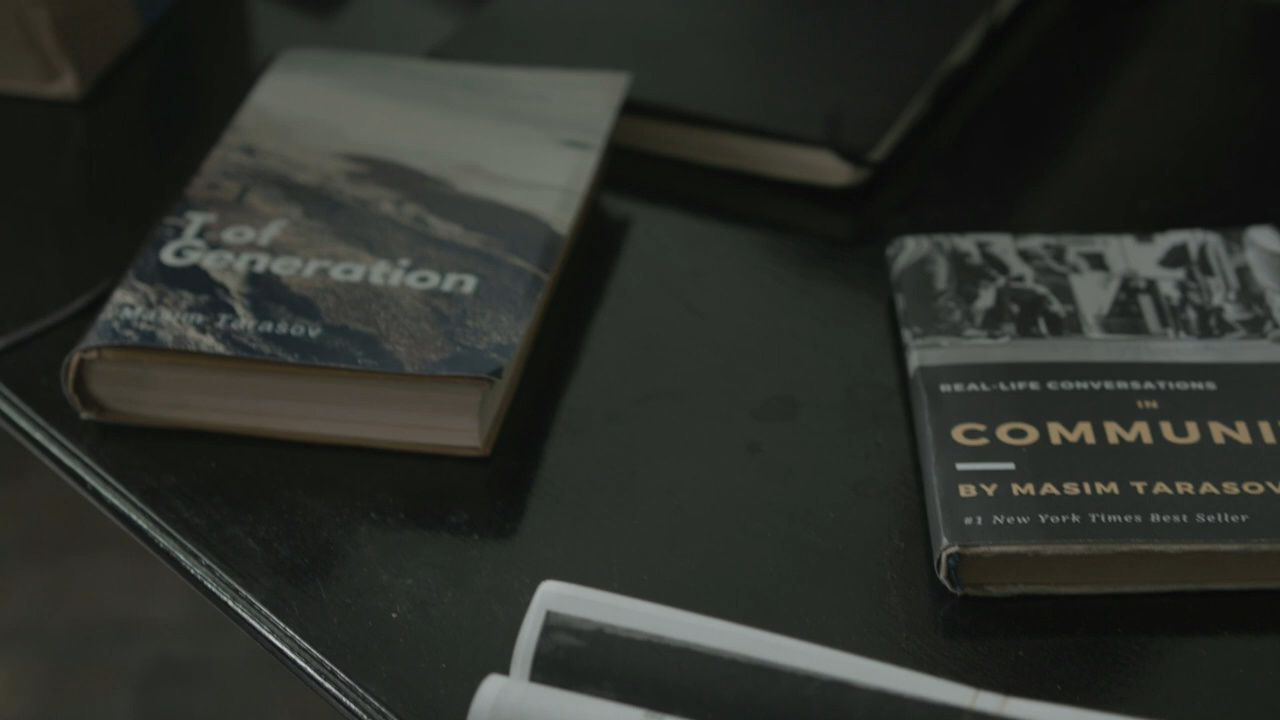 I of
Generation
Masim Tarasov
REAL-LIFE CONVERSATIONS
IN
COMMUNI
BY MASIM TARASOV
#1 New York Times Best Seller